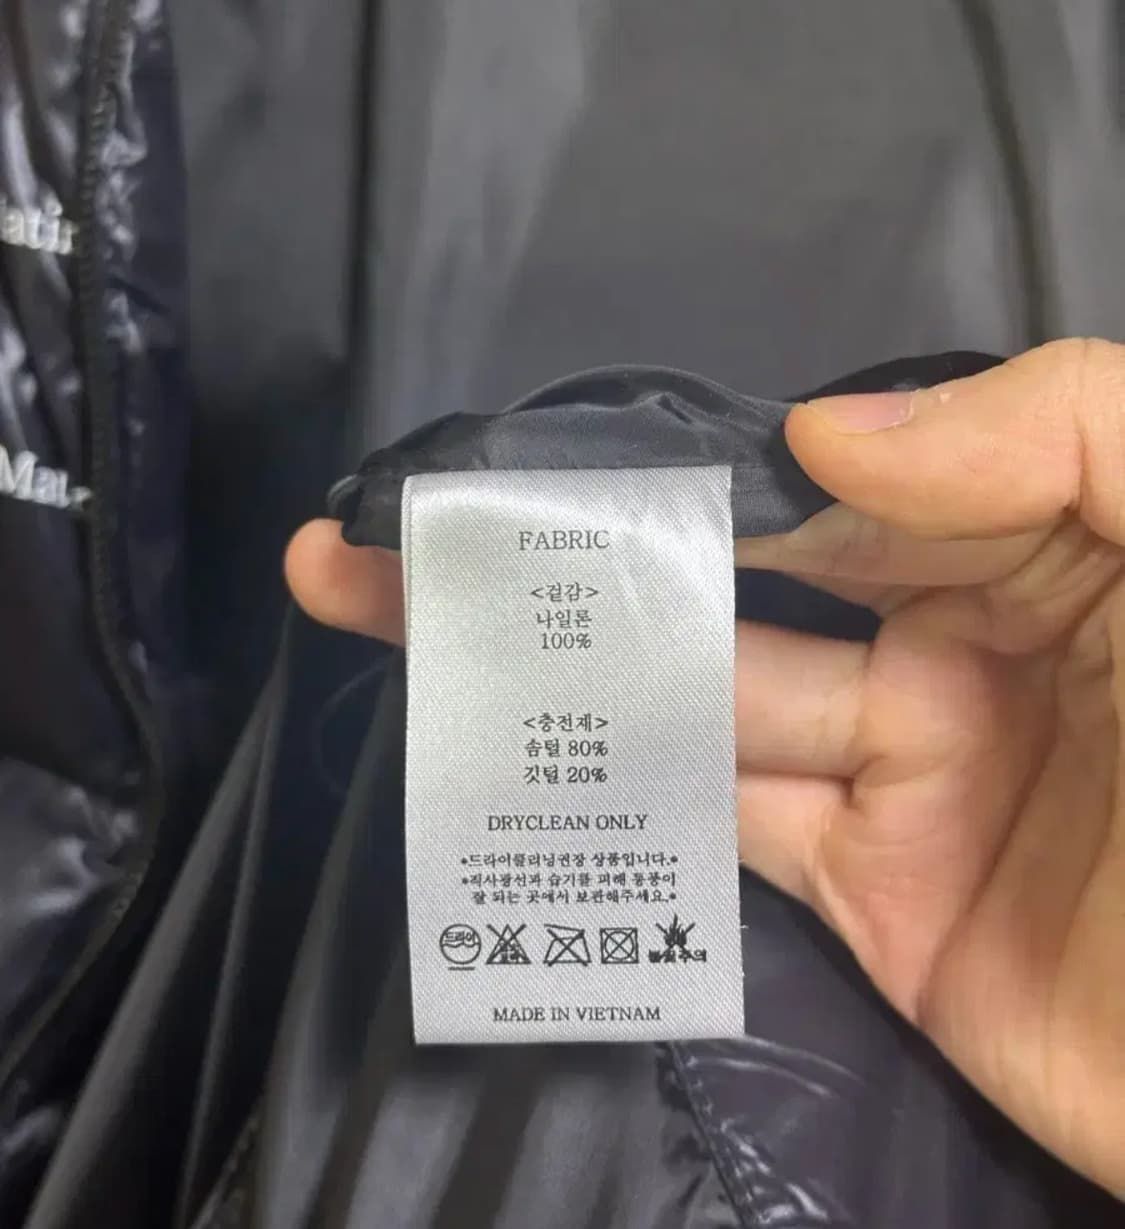 FABRIC
<겉감>
나일론
100%
<충전재>
솜털 80%
깃털 20%
DRYCLEAN ONLY
•드라이클리닝권장 상품입니다.•
•직사광선과 습기를 피해 통풍이
잘 되는 곳에서 보관해주세요.•
드라이
MADE IN VIETNAM